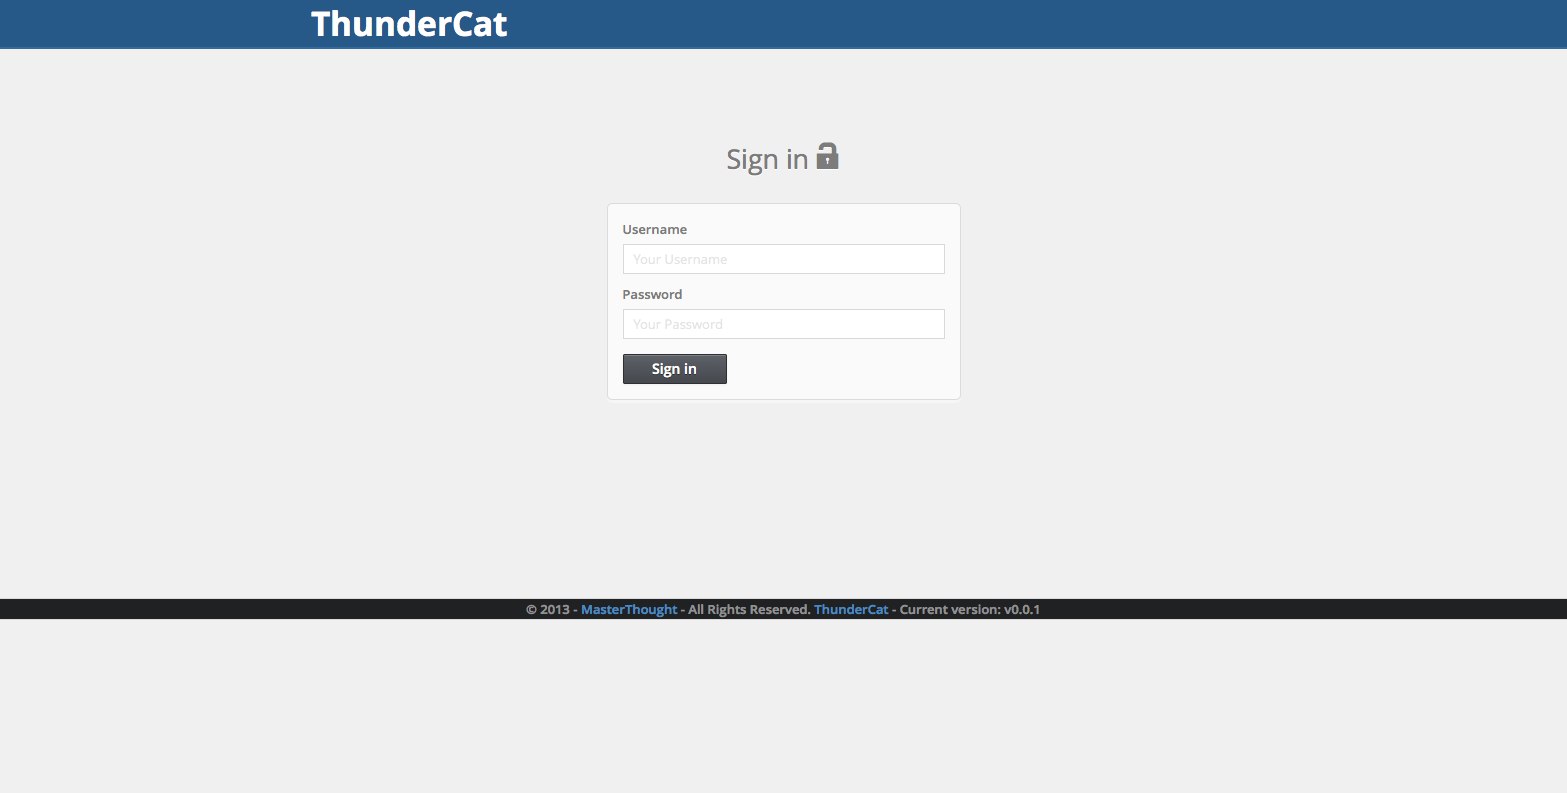 ThunderCat
Sign in
Username
Your Username
Password
Your Password
Sign in
© 2013 - MasterThought - All Rights Reserved. ThunderCat - Current version: v0.0.1